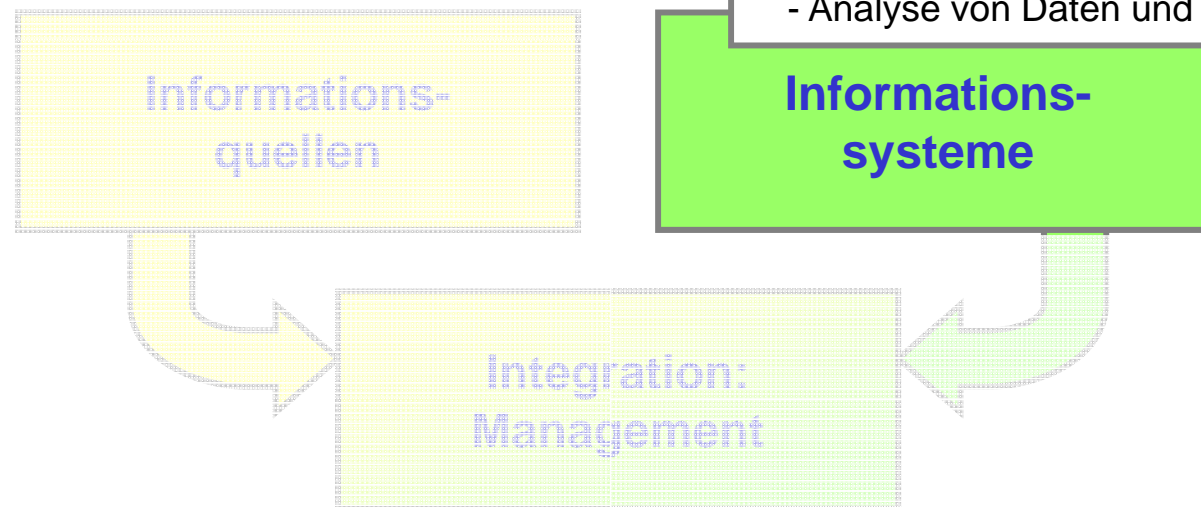 - Analyse von Daten und
Informations-
quellen
Informations-
systeme
Integration:
Management